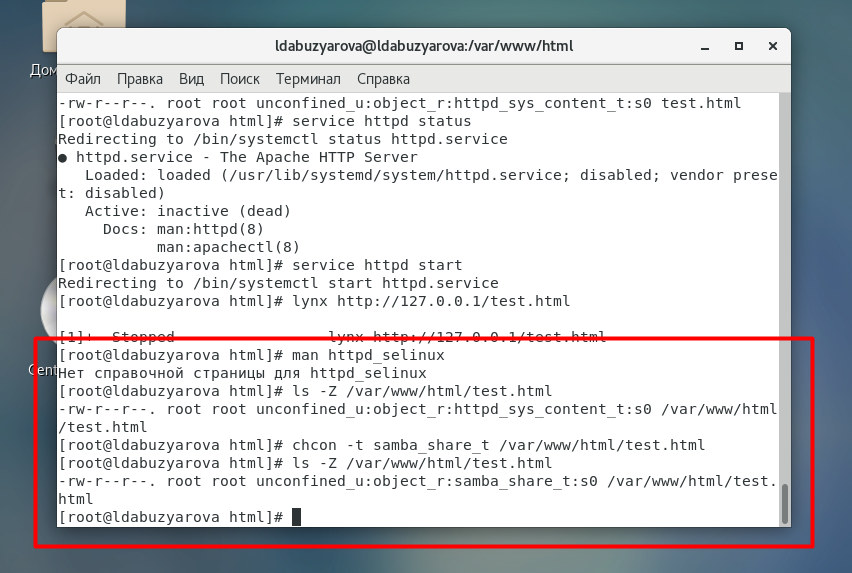 Дом
ldabuzyarova@ldabuzyarova:/var/www/html
Файл Правка Вид Поиск Терминал Справка
-rw-r--r--. root root unconfined_u:object_r:httpd_sys_content_t:s0 test.html
[root@ldabuzyarova html]# service httpd status
Redirecting to /bin/systemctl status httpd.service
● httpd.service - The Apache HTTP Server
   Loaded: loaded (/usr/lib/systemd/system/httpd.service; disabled; vendor prese
t: disabled)
   Active: inactive (dead)
     Docs: man:httpd(8)
           man:apachectl(8)
[root@ldabuzyarova html]# service httpd start
Redirecting to /bin/systemctl start httpd.service
[root@ldabuzyarova html]# lynx http://127.0.0.1/test.html
[1]+  Stopped                 lynx http://127.0.0.1/test.html
[root@ldabuzyarova html]# man httpd_selinux
Нет справочной страницы для httpd_selinux
[root@ldabuzyarova html]# ls -Z /var/www/html/test.html
-rw-r--r--. root root unconfined_u:object_r:httpd_sys_content_t:s0 /var/www/html
/test.html
[root@ldabuzyarova html]# chcon -t samba_share_t /var/www/html/test.html
[root@ldabuzyarova html]# ls -Z /var/www/html/test.html
-rw-r--r--. root root unconfined_u:object_r:samba_share_t:s0 /var/www/html/test.
html
[root@ldabuzyarova html]#
Cent